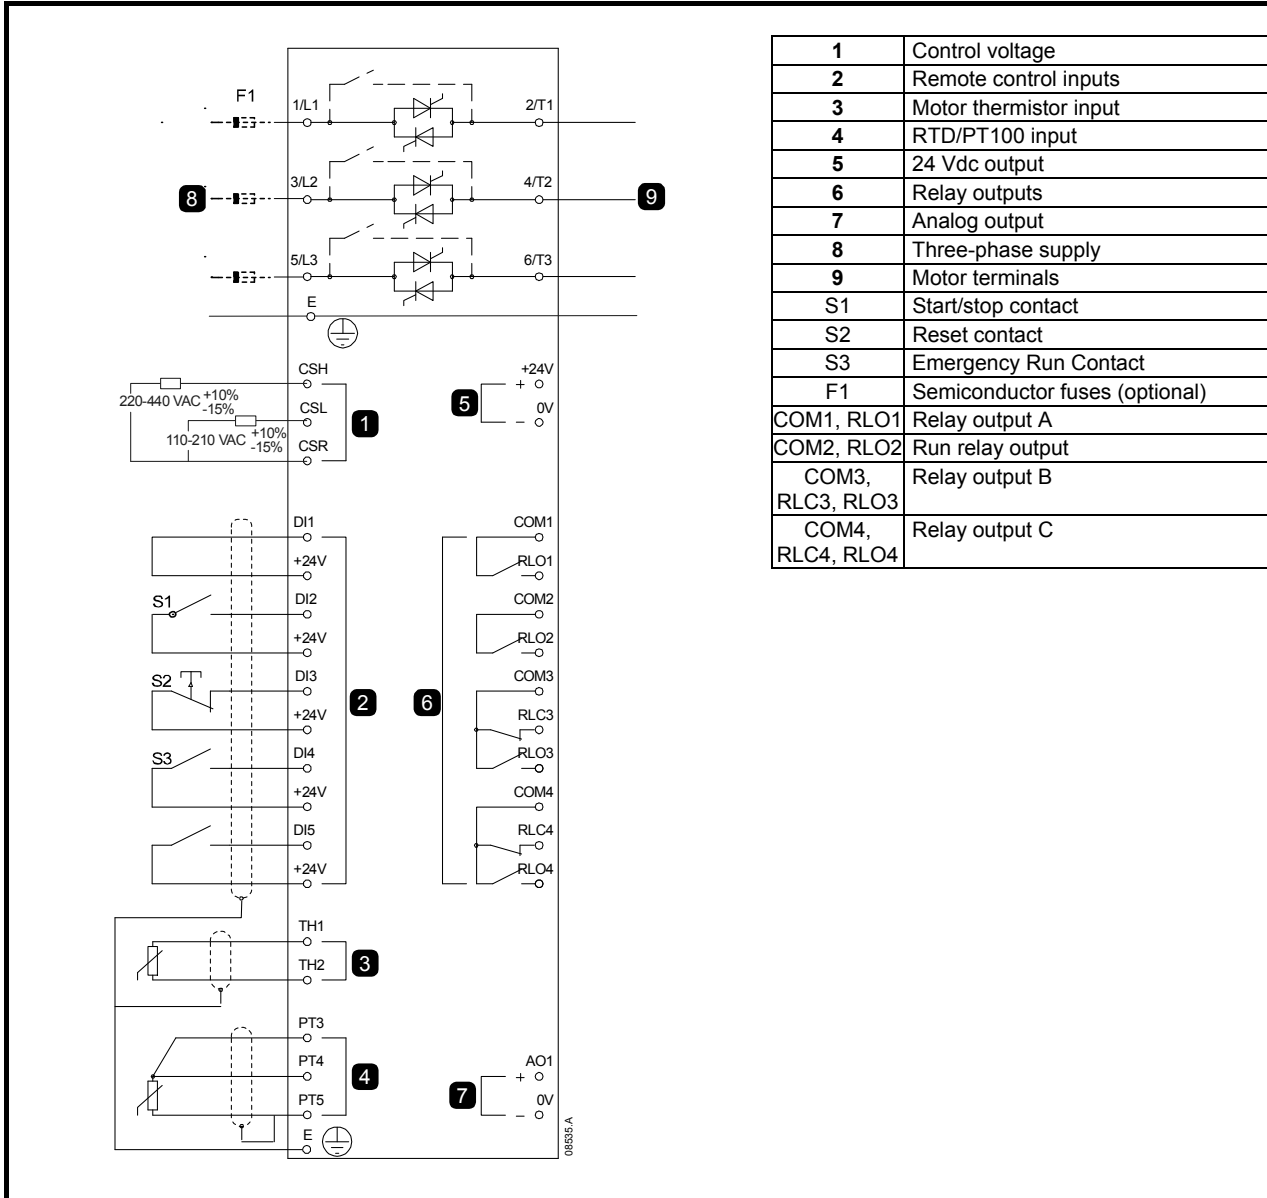 F1
1/L1
2/T1
3/L2
4/T2
8
9
5/L3
6/T3
E
CSH
220-440 VAC +10% -15%
CSL
110-210 VAC +10% -15%
CSR
1
+24V
+
5
0V
–
DI1
+24V
S1
DI2
+24V
S2
DI3
+24V
S3
DI4
+24V
DI5
+24V
2
COM1
RLO1
COM2
RLO2
COM3
RLC3
RLO3
COM4
RLC4
RLO4
6
TH1
TH2
3
PT3
PT4
PT5
4
E
AO1
+
7
0V
–
08535.A
1 Control voltage
2 Remote control inputs
3 Motor thermistor input
4 RTD/PT100 input
5 24 Vdc output
6 Relay outputs
7 Analog output
8 Three-phase supply
9 Motor terminals
S1 Start/stop contact
S2 Reset contact
S3 Emergency Run Contact
F1 Semiconductor fuses (optional)
COM1, RLO1 Relay output A
COM2, RLO2 Run relay output
COM3, Relay output B
RLC3, RLO3
COM4, Relay output C
RLC4, RLO4